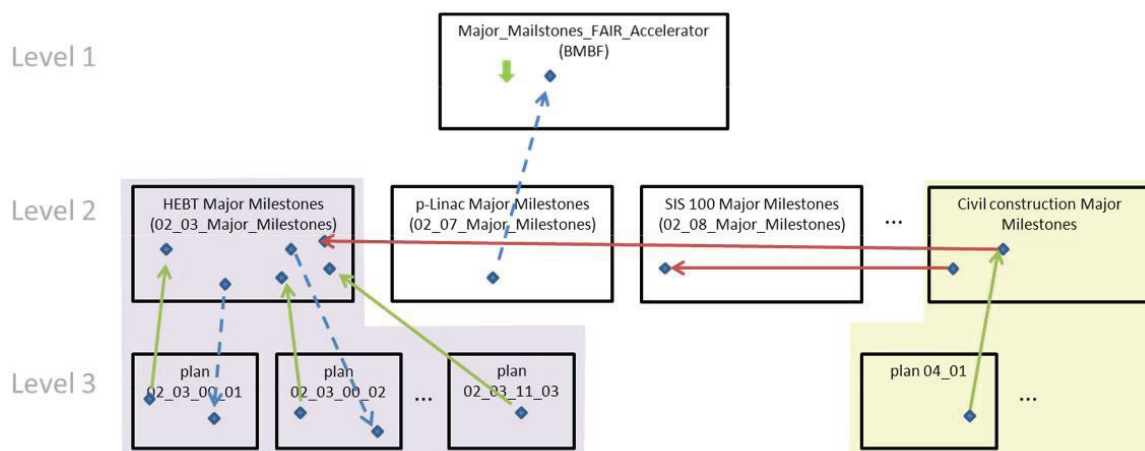 Level 1
Major_Mailstones_FAIR_Accelerator
(BMBF)
Level 2
HEBT Major Milestones
(02_03_Major_Milestones)
p-Linac Major Milestones
(02_07_Major_Milestones)
SIS 100 Major Milestones
(02_08_Major_Milestones)
...
Civil construction Major
Milestones
Level 3
plan
02_03_00_01
plan
02_03_00_02
...
plan
02_03_11_03
plan 04_01
...